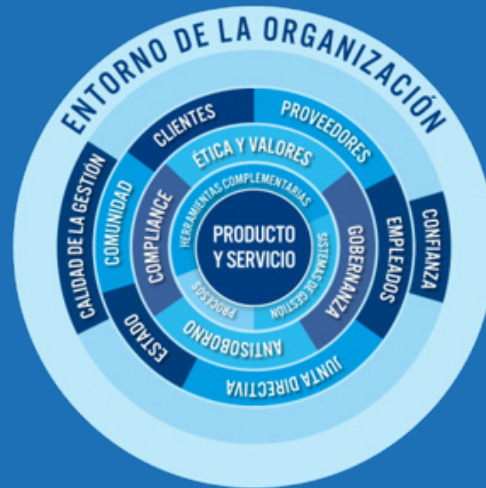 ENTORNO DE LA ORGANIZACIÓN
CALIDAD DE LA GESTIÓN
CONFIANZA
CLIENTES
PROVEEDORES
EMPLEADOS
JUNTA DIRECTIVA
ESTADO
COMUNIDAD
ÉTICA Y VALORES
GOBERNANZA
ANTISOBORNO
COMPLIANCE
HERRAMIENTAS COMPLEMENTARIAS
SISTEMAS DE GESTIÓN
PROCESOS
PRODUCTO
Y SERVICIO